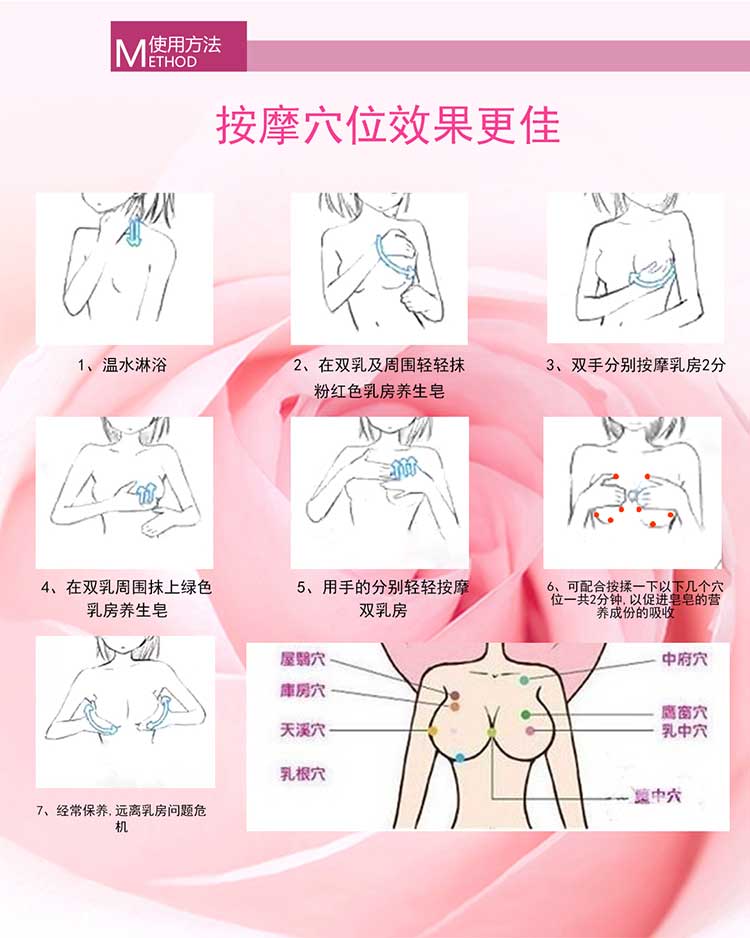 使用方法
METHOD
按摩穴位效果更佳
1、温水淋浴
2、在双乳及周围轻轻抹
粉红色乳房养生皂
3、双手分别按摩乳房2分
4、在双乳周围抹上绿色
乳房养生皂
5、用手的分别轻轻按摩
双乳房
6、可配合按揉一下以下几个穴
位一共2分钟,以促进皂皂的营
养成份的吸收
7、经常保养,远离乳房问题危
机
屋翳穴
庫房穴
天溪穴
乳根穴
中府穴
鷹窗穴
乳中穴
膻中穴